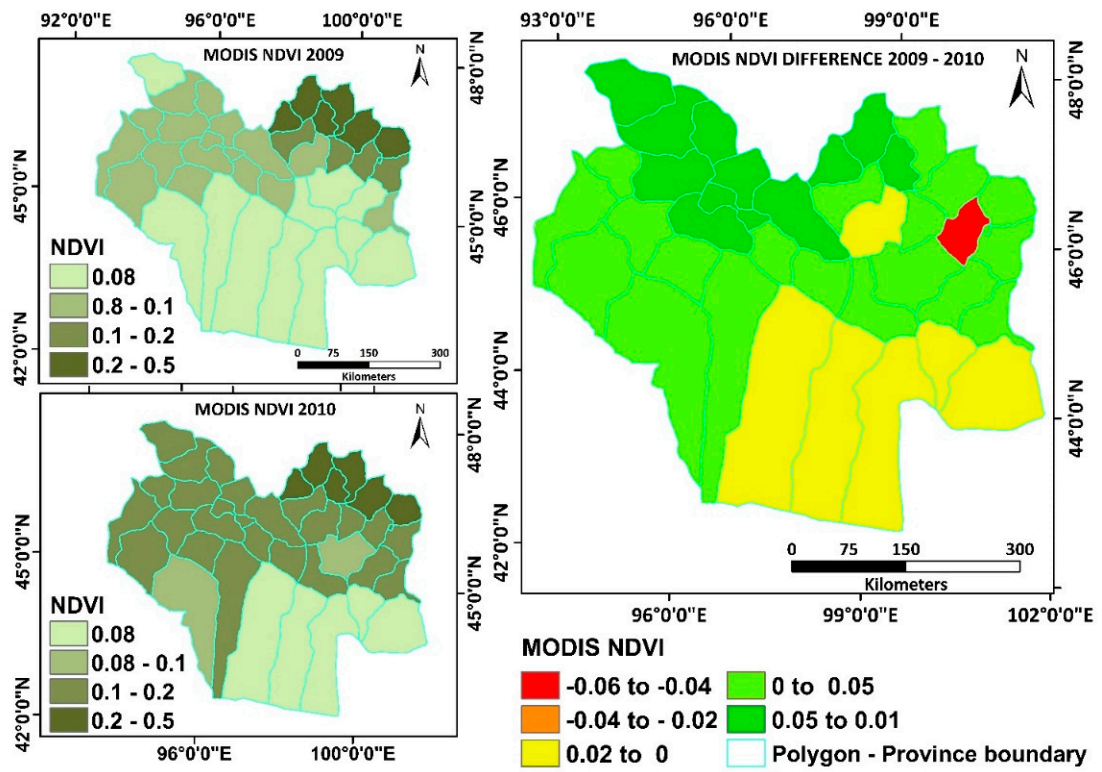 92°0'0"E 96°0'0"E 100°0'0"E
MODIS NDVI 2009
N
48°0'0"N
45°0'0"N
45°0'0"N
42°0'0"N
NDVI
0.08
0.8 - 0.1
0.1 - 0.2
0.2 - 0.5
0 75 150 300
Kilometers
MODIS NDVI 2010
N
48°0'0"N
45°0'0"N
45°0'0"N
42°0'0"N
NDVI
0.08
0.08 - 0.1
0.1 - 0.2
0.2 - 0.5
96°0'0"E 100°0'0"E
93°0'0"E 96°0'0"E 99°0'0"E
MODIS NDVI DIFFERENCE 2009 - 2010
N
48°0'0"N
46°0'0"N
46°0'0"N
44°0'0"N
44°0'0"N
42°0'0"N
0 75 150 300
Kilometers
96°0'0"E 99°0'0"E 102°0'0"E
MODIS NDVI
-0.06 to -0.04
-0.04 to - 0.02
0.02 to 0
0 to 0.05
0.05 to 0.01
Polygon - Province boundary